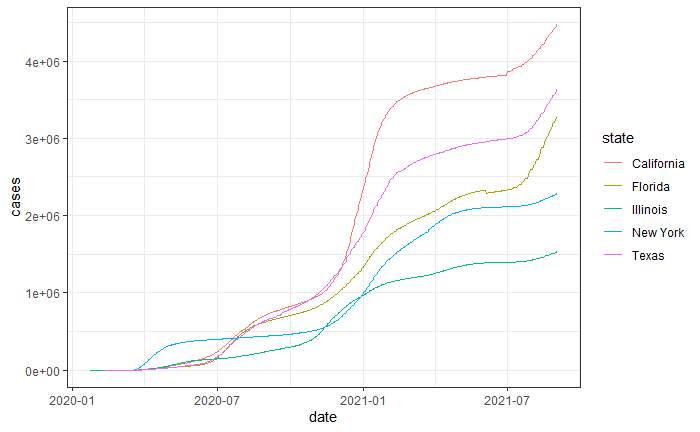 4e+06
3e+06
2e+06
1e+06
0e+00
cases
2020-01
2020-07
2021-01
2021-07
date
state
California
Florida
Illinois
New York
Texas